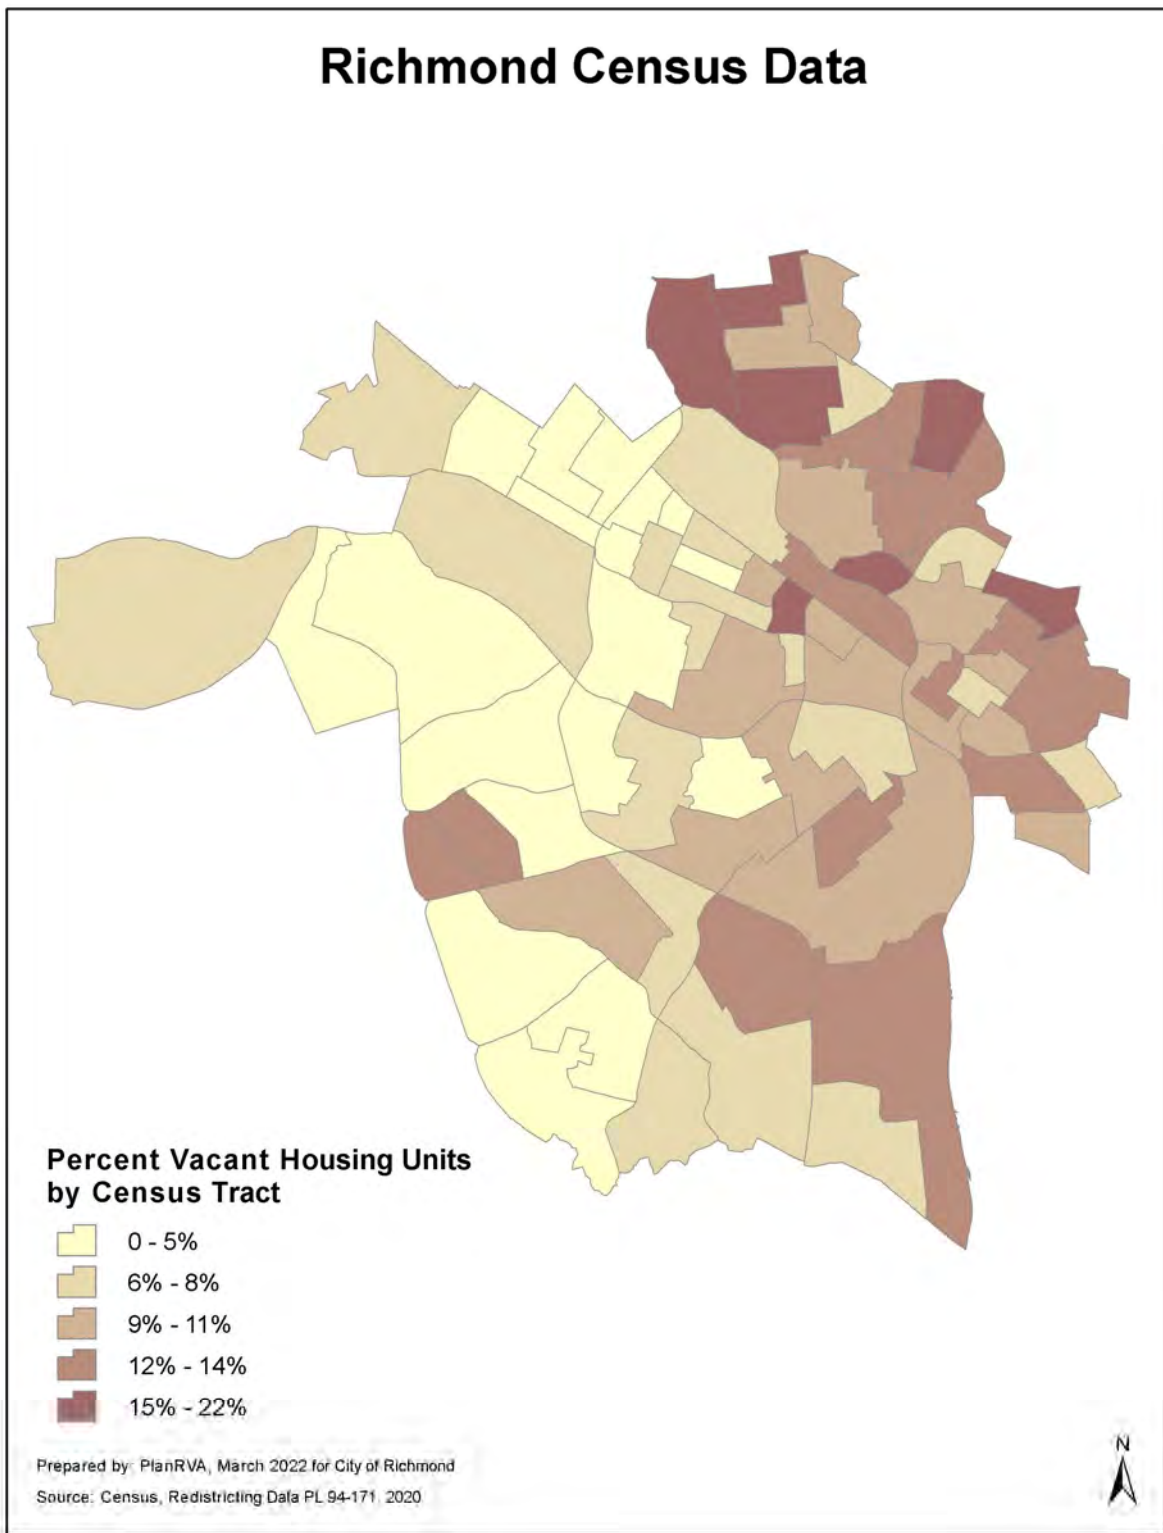 Richmond Census Data
Percent Vacant Housing Units
by Census Tract
0 - 5%
6% - 8%
9% - 11%
12% - 14%
15% - 22%
Prepared by: PlanRVA, March 2022 for City of Richmond
Source: Census, Redistricting Data PL 94-171, 2020
N